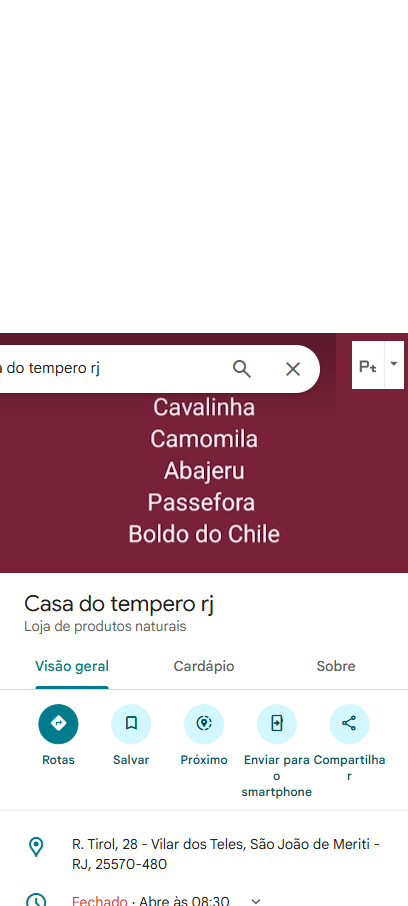 a do tempero rj
Pt
Cavalinha
Camomila
Abajeru
Passefora
Boldo do Chile
Casa do tempero rj
Loja de produtos naturais
Visão geral
Cardápio
Sobre
Rotas
Salvar
Próximo
Enviar para
o
smartphone
Compartilha
r
R. Tirol, 28 - Vilar dos Teles, São João de Meriti -
RJ, 25570-480
Fechado · Abre às 08:30